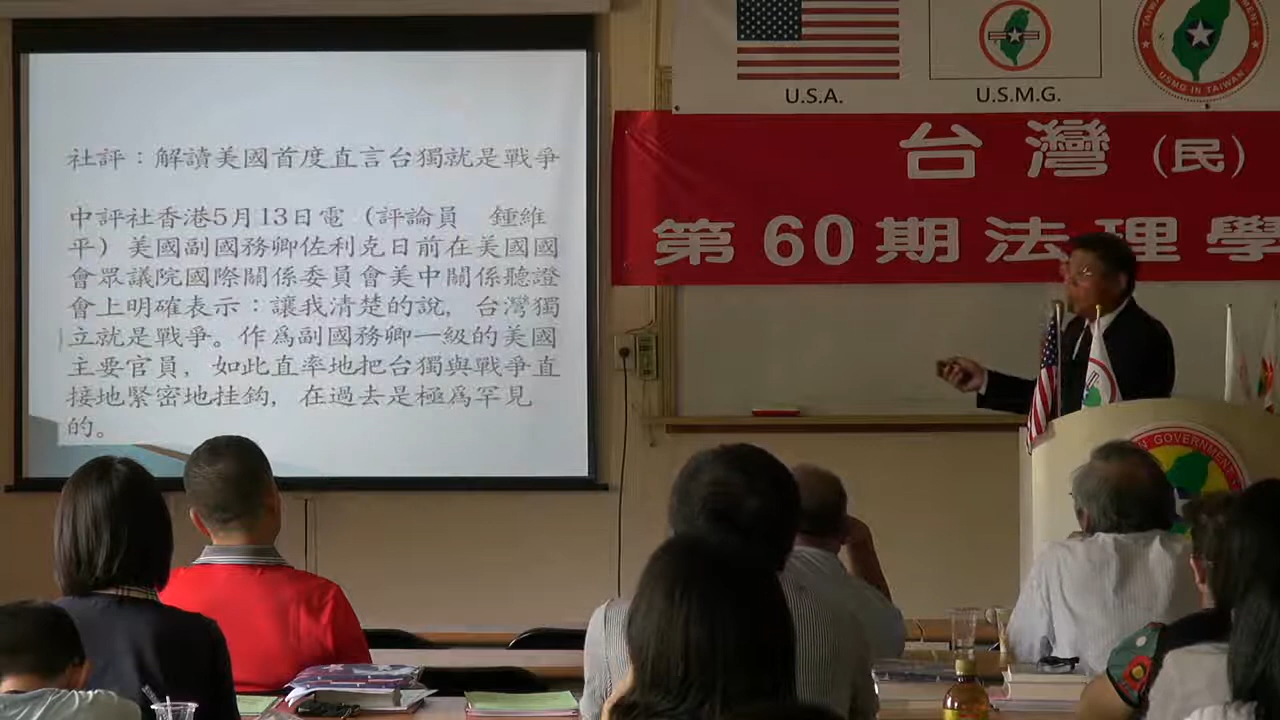 社評：解讀美國首度直言台獨就是戰爭
中評社香港5月13日電（評論員　鍾維
平）美國副國務卿佐利克日前在美國國
會眾議院國際關係委員會美中關係聽證
會上明確表示：讓我清楚的說，台灣獨
立就是戰爭。作爲副國務卿一級的美國
主要官員，如此直率地把台獨與戰爭直
接地緊密地挂鈎，在過去是極爲罕見
的。
U.S.A.
U.S.M.G.
USMG IN TAIWAN
台灣（民）
第60期法理學
GOVERNMENT